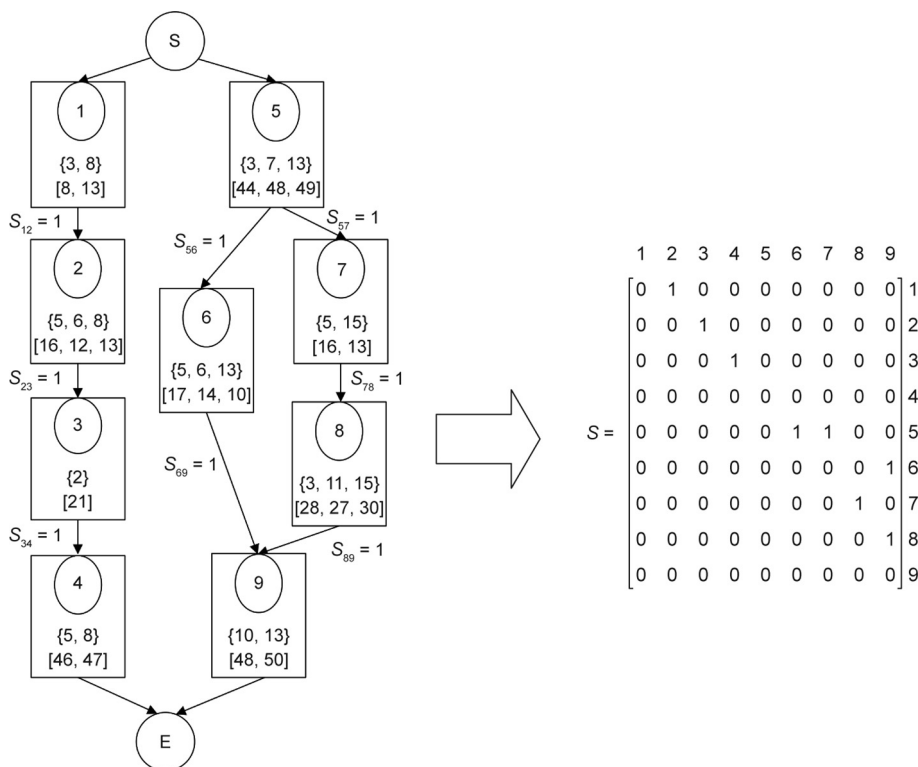 S
1
{3, 8}
[8, 13]
5
{3, 7, 13}
[44, 48, 49]
S12 = 1
S56 = 1
S57 = 1
2
{5, 6, 8}
[16, 12, 13]
6
{5, 6, 13}
[17, 14, 10]
7
{5, 15}
[16, 13]
S23 = 1
S78 = 1
3
{2}
[21]
8
{3, 11, 15}
[28, 27, 30]
S69 = 1
S34 = 1
S89 = 1
4
{5, 8}
[46, 47]
9
{10, 13}
[48, 50]
E
1 2 3 4 5 6 7 8 9
0 1 0 0 0 0 0 0 0 1
0 0 1 0 0 0 0 0 0 2
0 0 0 1 0 0 0 0 0 3
0 0 0 0 0 0 0 0 0 4
S = 0 0 0 0 0 1 1 0 0 5
0 0 0 0 0 0 0 0 1 6
0 0 0 0 0 0 0 1 0 7
0 0 0 0 0 0 0 0 1 8
0 0 0 0 0 0 0 0 0 9